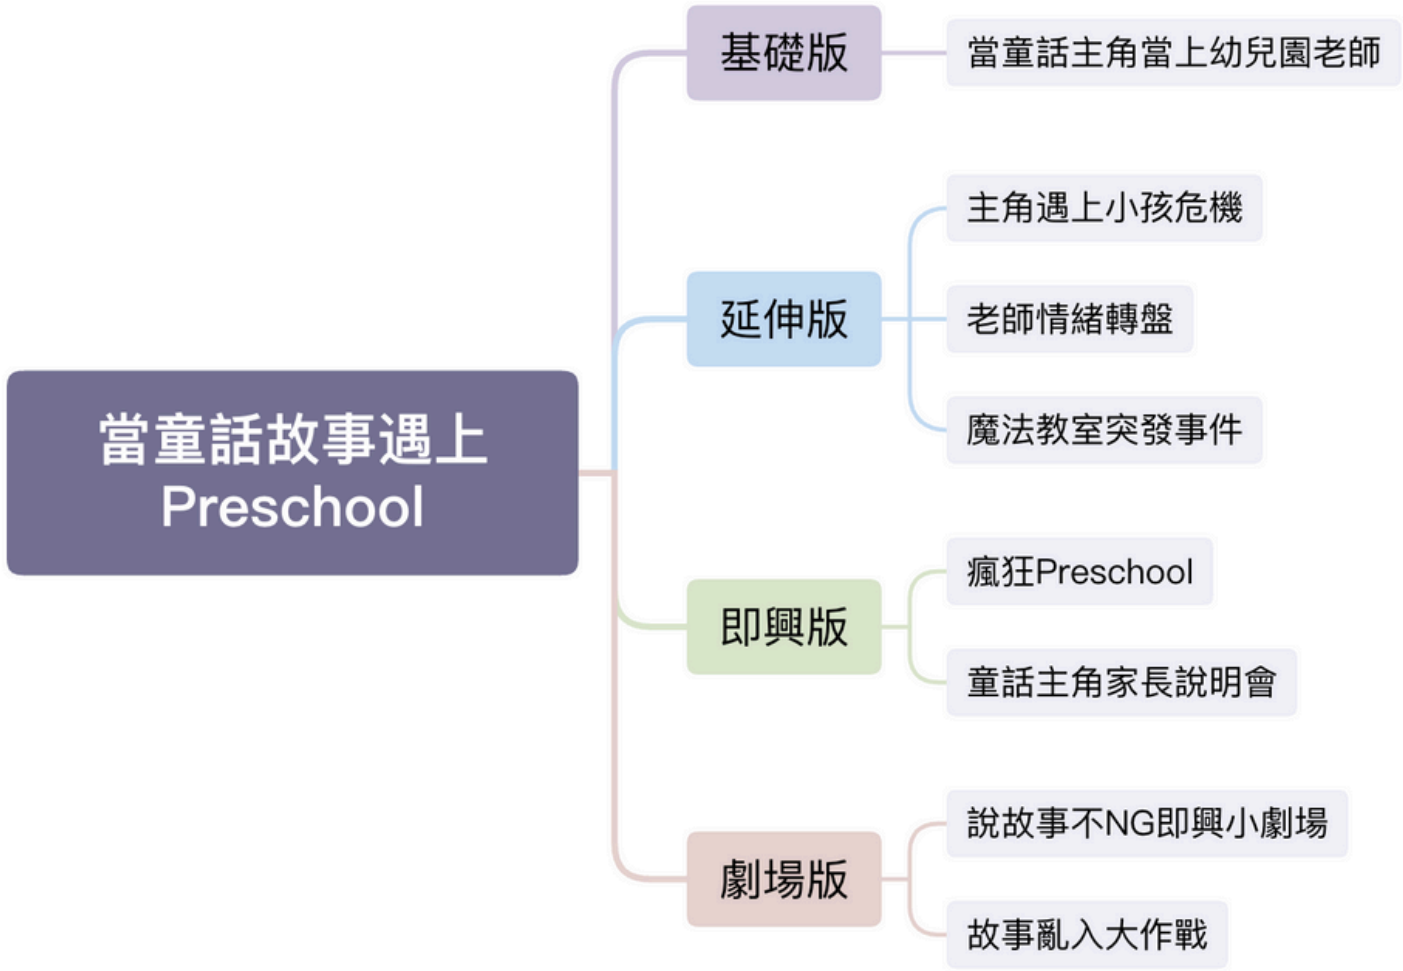 當童話故事遇上
Preschool
基礎版
當童話主角當上幼兒園老師
延伸版
主角遇上小孩危機
老師情緒轉盤
魔法教室突發事件
即興版
瘋狂Preschool
童話主角家長說明會
劇場版
說故事不NG即興小劇場
故事亂入大作戰